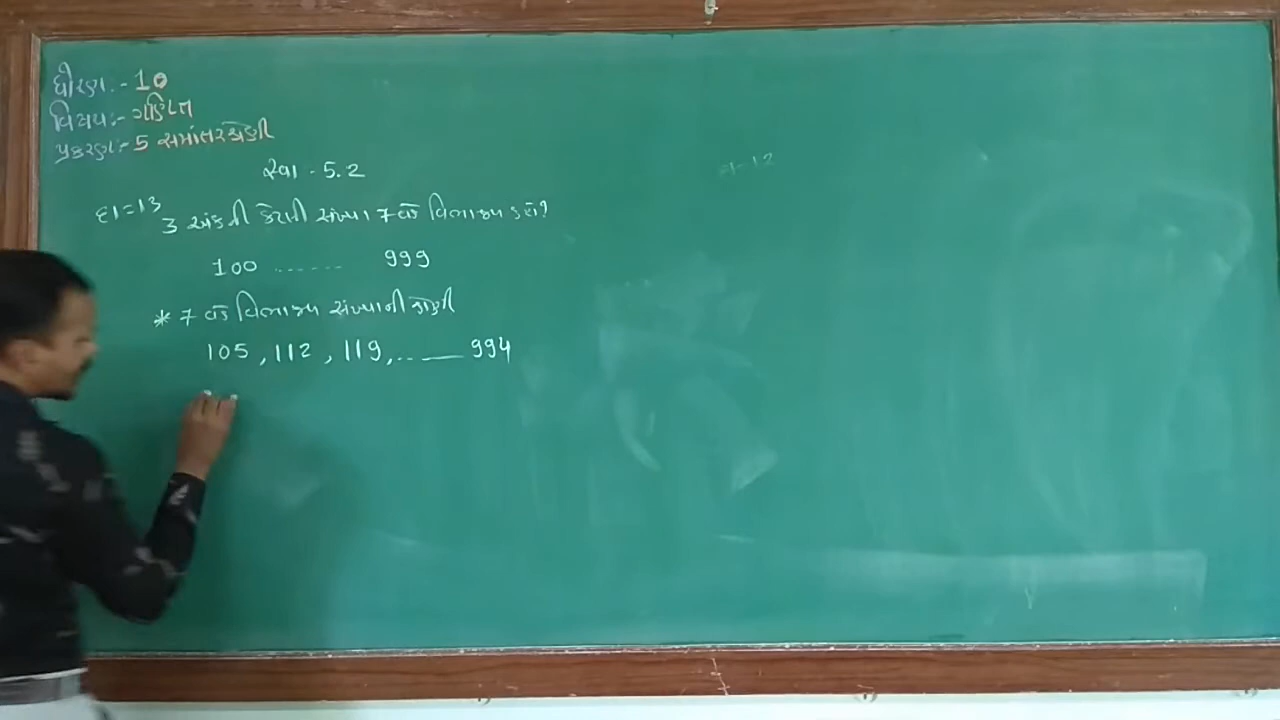 ધોરણ :- 10
વિષય :- ગણિત
પ્રકરણ :- 5 સમાંતર શ્રેણી
સ્વા - 5.2
દા=13
3 અંકની કેટલી સંખ્યા 7 વડે વિભાજ્ય હશે?
100 ...... 999
* 7 વડે વિભાજ્ય સંખ્યાની શ્રેણી
105 , 112 , 119 , .. — 994